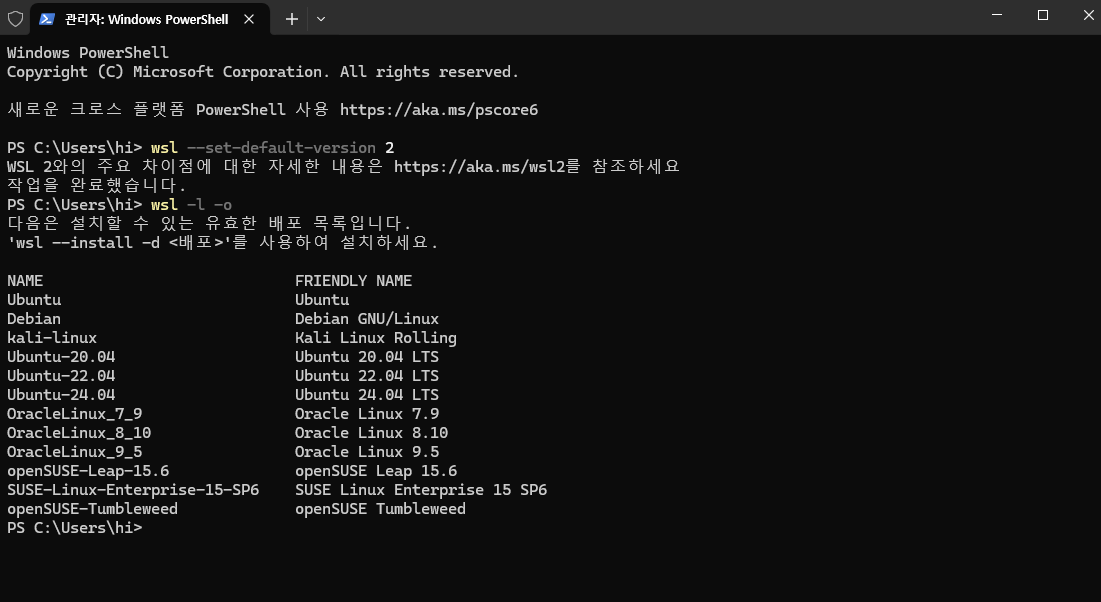 관리자: Windows PowerShell
Windows PowerShell
Copyright (C) Microsoft Corporation. All rights reserved.
새로운 크로스 플랫폼 PowerShell 사용 https://aka.ms/pscore6
PS C:\Users\hi> wsl --set-default-version 2
WSL 2와의 주요 차이점에 대한 자세한 내용은 https://aka.ms/wsl2를 참조하세요
작업을 완료했습니다.
PS C:\Users\hi> wsl -l -o
다음은 설치할 수 있는 유효한 배포 목록입니다.
'wsl --install -d <배포>'를 사용하여 설치하세요.
NAME FRIENDLY NAME
Ubuntu Ubuntu
Debian Debian GNU/Linux
kali-linux Kali Linux Rolling
Ubuntu-20.04 Ubuntu 20.04 LTS
Ubuntu-22.04 Ubuntu 22.04 LTS
Ubuntu-24.04 Ubuntu 24.04 LTS
OracleLinux_7_9 Oracle Linux 7.9
OracleLinux_8_10 Oracle Linux 8.10
OracleLinux_9_5 Oracle Linux 9.5
openSUSE-Leap-15.6 openSUSE Leap 15.6
SUSE-Linux-Enterprise-15-SP6 SUSE Linux Enterprise 15 SP6
openSUSE-Tumbleweed openSUSE Tumbleweed
PS C:\Users\hi>